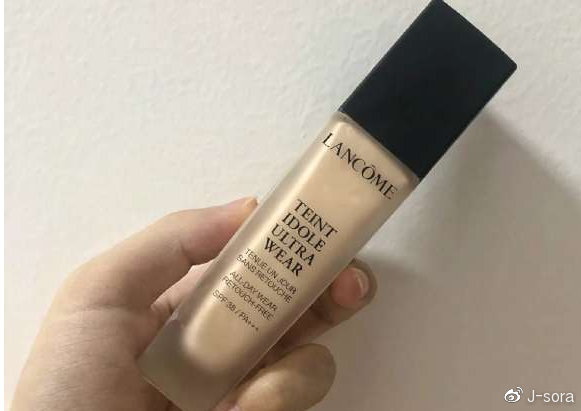 LANCÔME
TEINT
IDOLE
ULTRA
WEAR
TENUE UN JOUR
SANS RETOUCHE
ALL-DAY WEAR
RETOUCH-FREE
SPF 38 / PA+++
J-sora